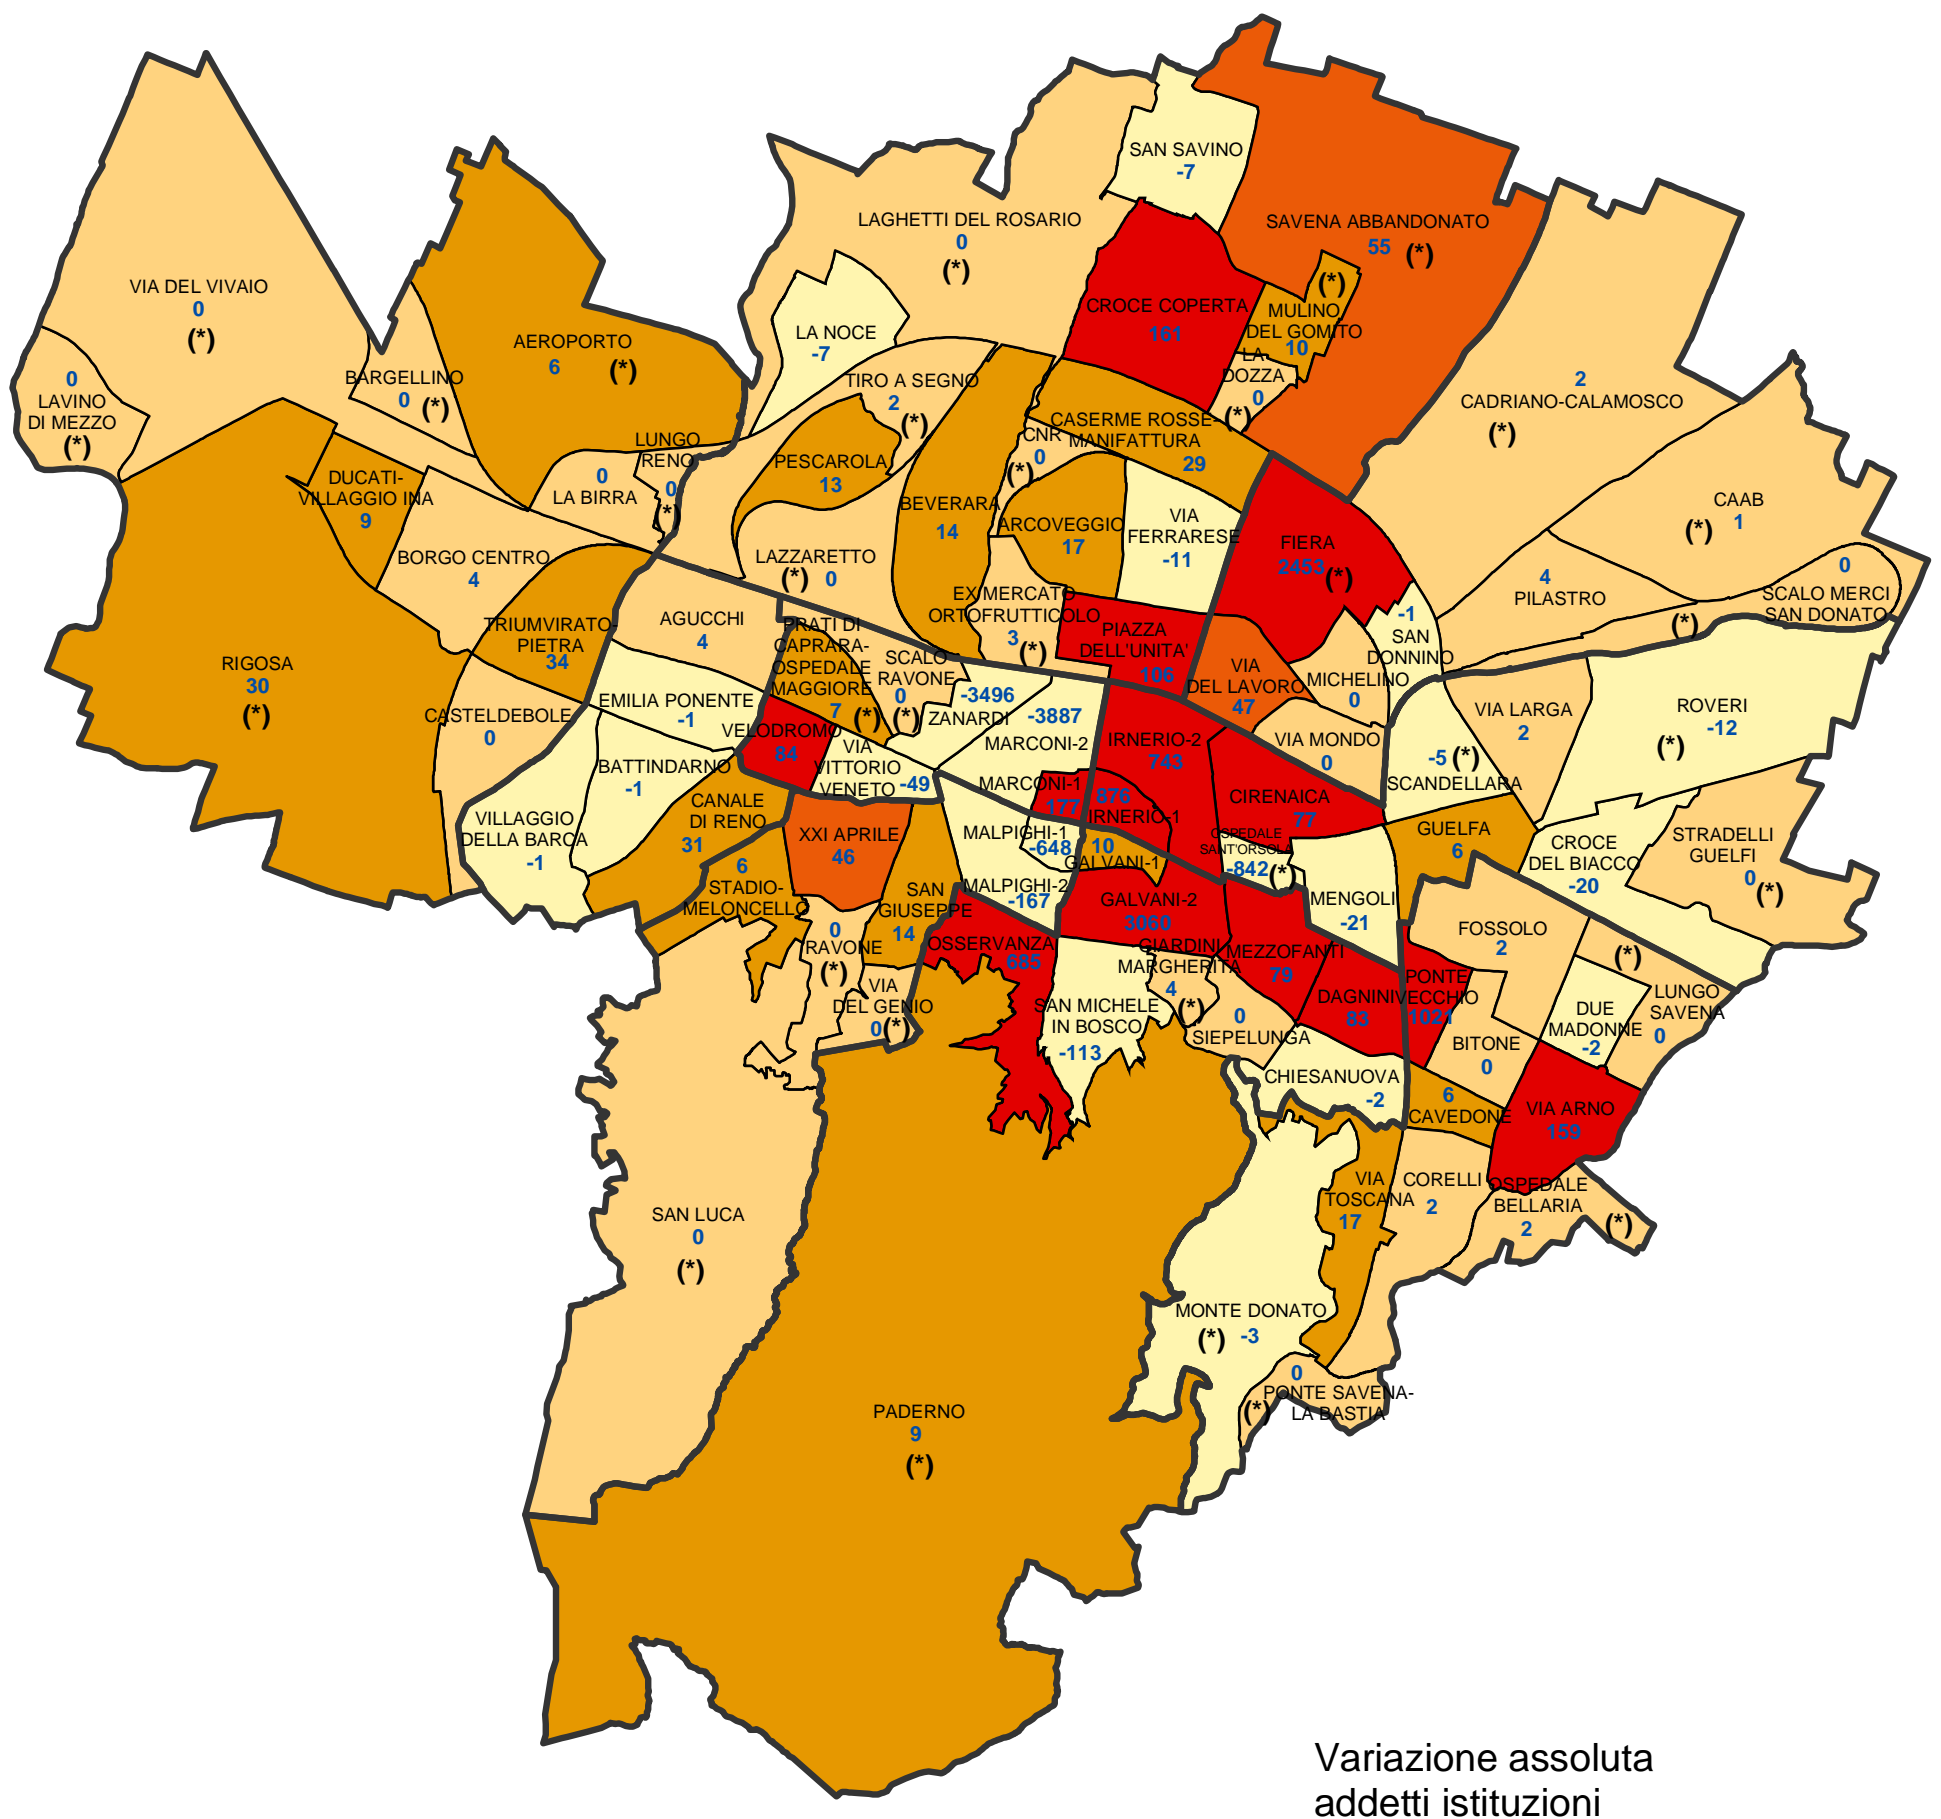 SAN SAVINO
-7
LAGHETTI DEL ROSARIO
0
(*)
SAVENA ABBANDONATO
55 (*)
VIA DEL VIVAIO
0
(*)
CROCE COPERTA
161
(*)
MULINO
DEL GOMITO
10
LA NOCE
-7
AEROPORTO
6 (*)
BARGELLINO
0 (*)
0
LAVINO
DI MEZZO
(*)
TIRO A SEGNO
2 (*)
LA
DOZZA
0
(*)
2
CADRIANO-CALAMOSCO
(*)
CASERME ROSSE-
MANIFATTURA
29
CNR
0
(*)
LUNGO
RENO
0
(*)
0
LA BIRRA
PESCAROLA
13
DUCATI-
VILLAGGIO INA
9
BEVERARA
14
ARCOVEGGIO
17
VIA
FERRARESE
-11
CAAB
(*) 1
FIERA
2453 (*)
BORGO CENTRO
4
LAZZARETTO
(*) 0
4
PILASTRO
0
SCALO MERCI
SAN DONATO
(*)
EX MERCATO
ORTOFRUTTICOLO
3 (*)
AGUCCHI
4
TRIUMVIRATO-
PIETRA
34
PRATI DI
CAPRARA-
OSPEDALE
MAGGIORE
7 (*)
SCALO
RAVONE
0
(*)
PIAZZA
DELL'UNITA'
106
-1
SAN
DONNINO
RIGOSA
30
(*)
VIA
DEL LAVORO
47
MICHELINO
0
EMILIA PONENTE
-1
-3496
ZANARDI
-3887
MARCONI-2
ROVERI
-12
(*)
VIA LARGA
2
CASTELDEBOLE
0
VELODROMO
84
VIA
VITTORIO
VENETO -49
IRNERIO-2
743
VIA MONDO
0
-5 (*)
SCANDELLARA
BATTINDARNO
-1
MARCONI-1
177
876
IRNERIO-1
CIRENAICA
77
CANALE
DI RENO
31
VILLAGGIO
DELLA BARCA
-1
XXI APRILE
46
MALPIGHI-1
-648
10
GALVANI-1
OSPEDALE
SANT'ORSOLA
-842 (*)
GUELFA
6
CROCE
DEL BIACCO
-20
STRADELLI
GUELFI
0 (*)
6
STADIO-
MELONCELLO
SAN
GIUSEPPE
14
MALPIGHI-2
-167
GALVANI-2
3060
MENGOLI
-21
FOSSOLO
2
(*)
0
RAVONE
(*)
OSSERVANZA
685
GIARDINI
MARGHERITA
4 (*)
MEZZOFANTI
79
PONTE
VECCHIO
1021
VIA
DEL GENIO
0 (*)
DAGNINI
83
LUNGO
SAVENA
0
SAN MICHELE
IN BOSCO
-113
0
SIEPELUNGA
DUE
MADONNE
-2
BITONE
0
CHIESANUOVA
-2
6
CAVEDONE
VIA ARNO
159
VIA
TOSCANA
17
CORELLI
2
OSPEDALE
BELLARIA
2 (*)
SAN LUCA
0
(*)
MONTE DONATO
(*) -3
0
PONTE SAVENA-
LA BASTIA
(*)
PADERNO
9
(*)
Variazione assoluta
addetti istituzioni